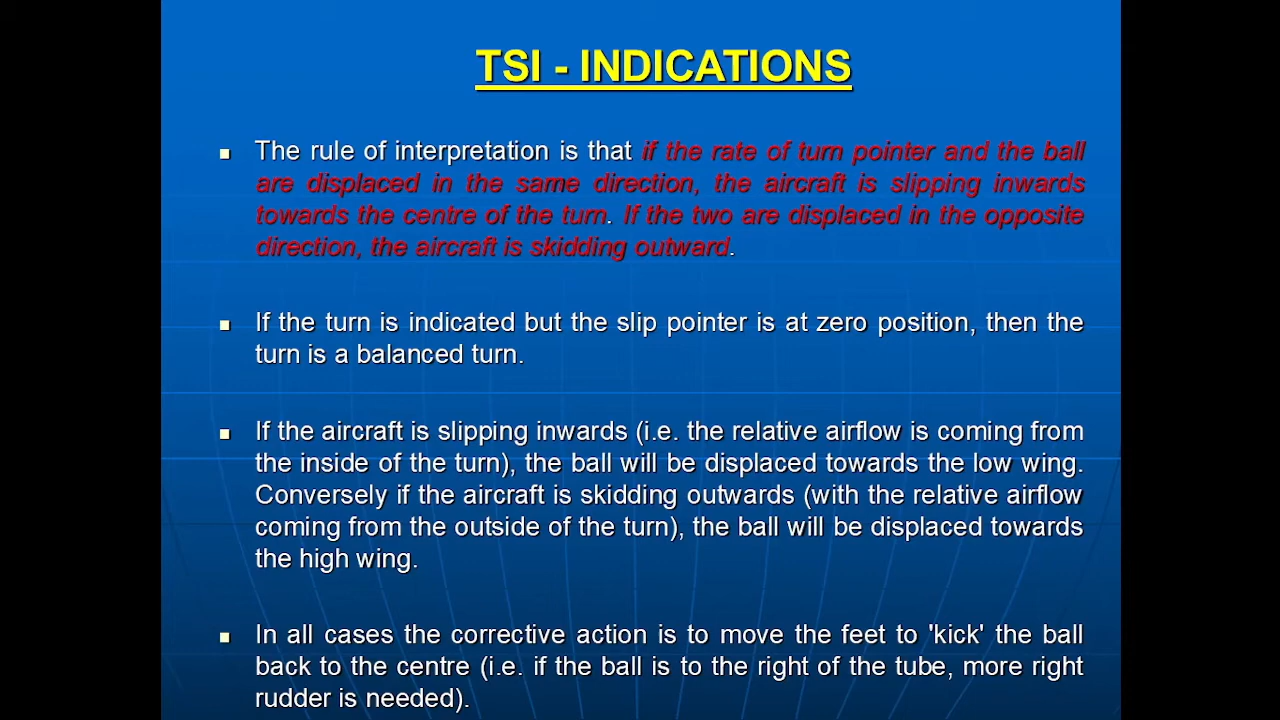 TSI - INDICATIONS
The rule of interpretation is that if the rate of turn pointer and the ball
are displaced in the same direction, the aircraft is slipping inwards
towards the centre of the turn. If the two are displaced in the opposite
direction, the aircraft is skidding outward.
If the turn is indicated but the slip pointer is at zero position, then the
turn is a balanced turn.
If the aircraft is slipping inwards (i.e. the relative airflow is coming from
the inside of the turn), the ball will be displaced towards the low wing.
Conversely if the aircraft is skidding outwards (with the relative airflow
coming from the outside of the turn), the ball will be displaced towards
the high wing.
In all cases the corrective action is to move the feet to 'kick' the ball
back to the centre (i.e. if the ball is to the right of the tube, more right
rudder is needed).